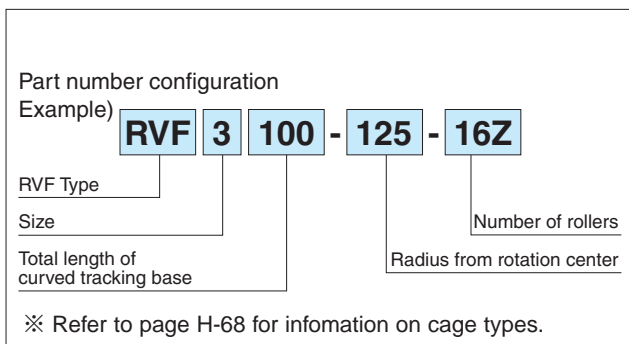 Part number configuration
Example)
RVF 3 100 - 125 - 16Z
RVF Type
Size
Number of rollers
Total length of
curved tracking base
Radius from rotation center
※ Refer to page H-68 for infomation on cage types.